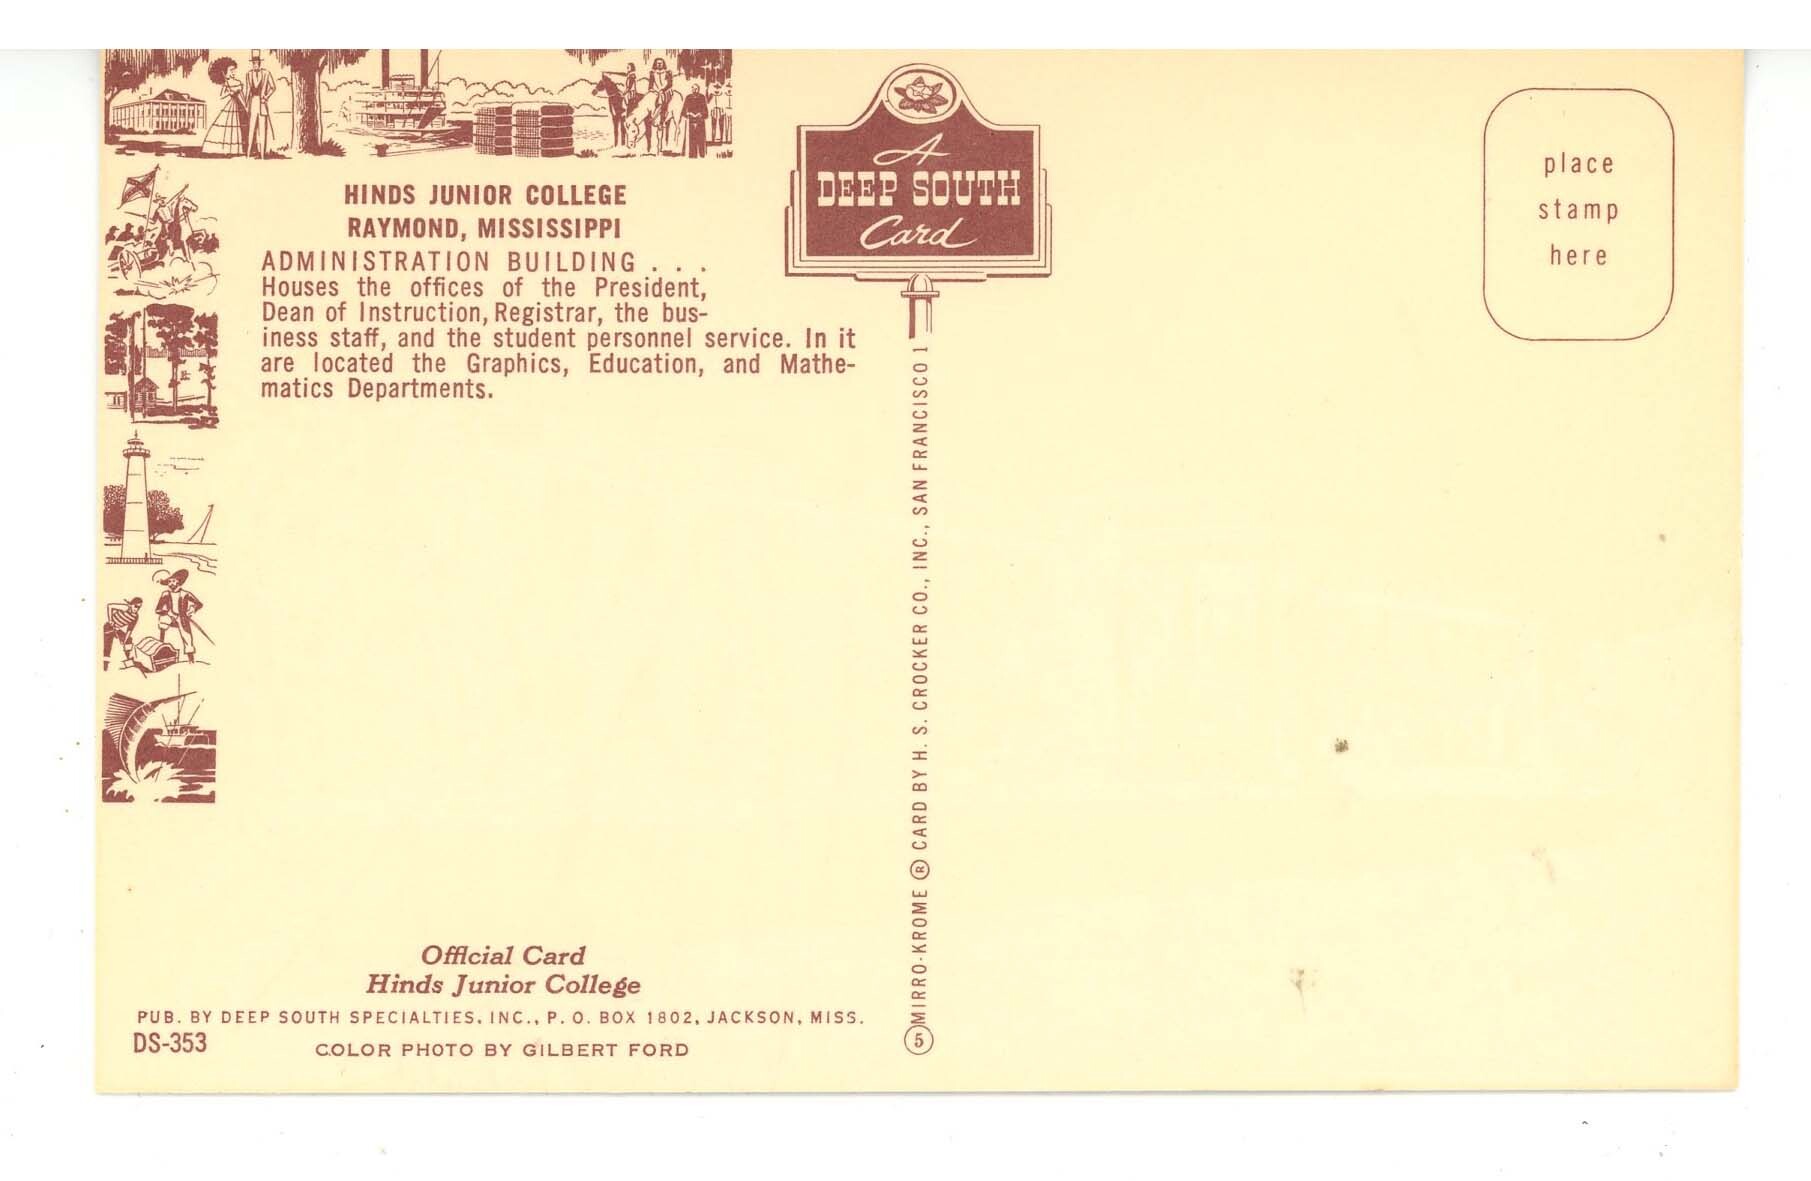 HINDS JUNIOR COLLEGE
RAYMOND, MISSISSIPPI
ADMINISTRATION BUILDING . . .
Houses the offices of the President,
Dean of Instruction, Registrar, the bus-
iness staff, and the student personnel service. In it
are located the Graphics, Education, and Mathe-
matics Departments.
Official Card
Hinds Junior College
PUB. BY DEEP SOUTH SPECIALTIES, INC., P. O. BOX 1802, JACKSON, MISS.
DS-353
COLOR PHOTO BY GILBERT FORD
A
DEEP SOUTH
Card
MIRRO-KROME ® CARD BY H. S. CROCKER CO., INC., SAN FRANCISCO 1
5
place
stamp
here